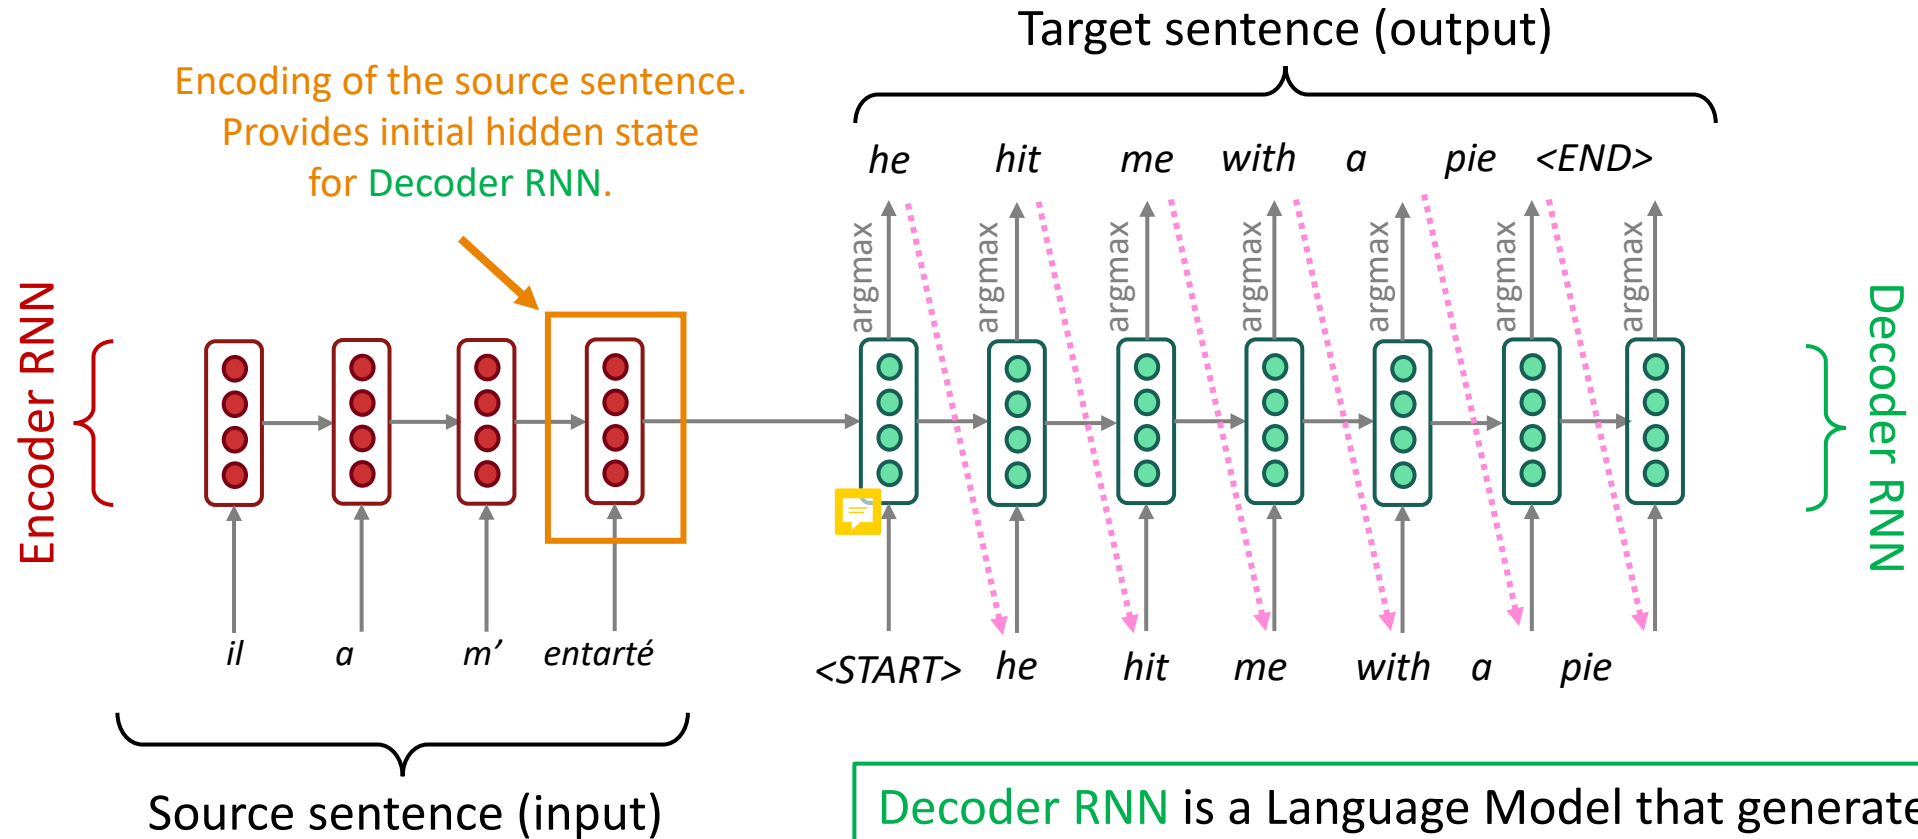 Target sentence (output)
Encoding of the source sentence.
Provides initial hidden state
for Decoder RNN.
he hit me with a pie <END>
argmax argmax argmax argmax argmax argmax argmax
Encoder RNN
Decoder RNN
il a m’ entarté
<START> he hit me with a pie
Source sentence (input)
Decoder RNN is a Language Model that generate